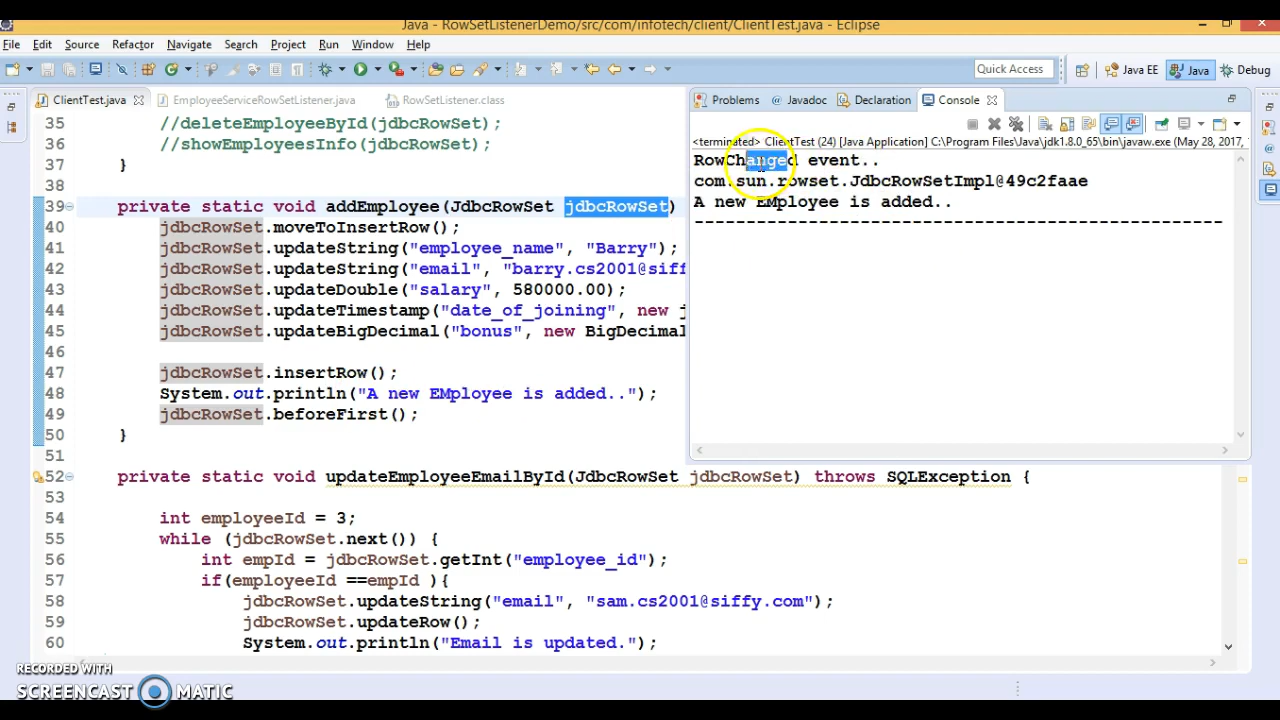 Java - RowSetListenerDemo/src/com/infotech/client/ClientTest.java - Eclipse
File Edit Source Refactor Navigate Search Project Run Window Help
Quick Access Java EE Java Debug
ClientTest.java EmployeeServiceRowSetListener.java RowSetListener.class
35 //deleteEmployeeById(jdbcRowSet);
36 //showEmployeesInfo(jdbcRowSet);
37 }
38
39 private static void addEmployee(JdbcRowSet jdbcRowSet)
40 jdbcRowSet.moveToInsertRow();
41 jdbcRowSet.updateString("employee_name", "Barry");
42 jdbcRowSet.updateString("email", "barry.cs2001@siffy
43 jdbcRowSet.updateDouble("salary", 580000.00);
44 jdbcRowSet.updateTimestamp("date_of_joining", new j
45 jdbcRowSet.updateBigDecimal("bonus", new BigDecimal
46
47 jdbcRowSet.insertRow();
48 System.out.println("A new EMployee is added..");
49 jdbcRowSet.beforeFirst();
50 }
51
52 private static void updateEmployeeEmailById(JdbcRowSet jdbcRowSet) throws SQLException {
53
54 int employeeId = 3;
55 while (jdbcRowSet.next()) {
56 int empId = jdbcRowSet.getInt("employee_id");
57 if(employeeId ==empId ){
58 jdbcRowSet.updateString("email", "sam.cs2001@siffy.com");
59 jdbcRowSet.updateRow();
60 System.out.println("Email is updated.");
Problems Javadoc Declaration Console
<terminated> ClientTest (24) [Java Application] C:\Program Files\Java\jdk1.8.0_65\bin\javaw.exe (May 28, 2017,
RowChanged event..
com.sun.rowset.JdbcRowSetImpl@49c2faae
A new EMployee is added..
---------------------------------------------------
RECORDED WITH
SCREENCAST MATIC